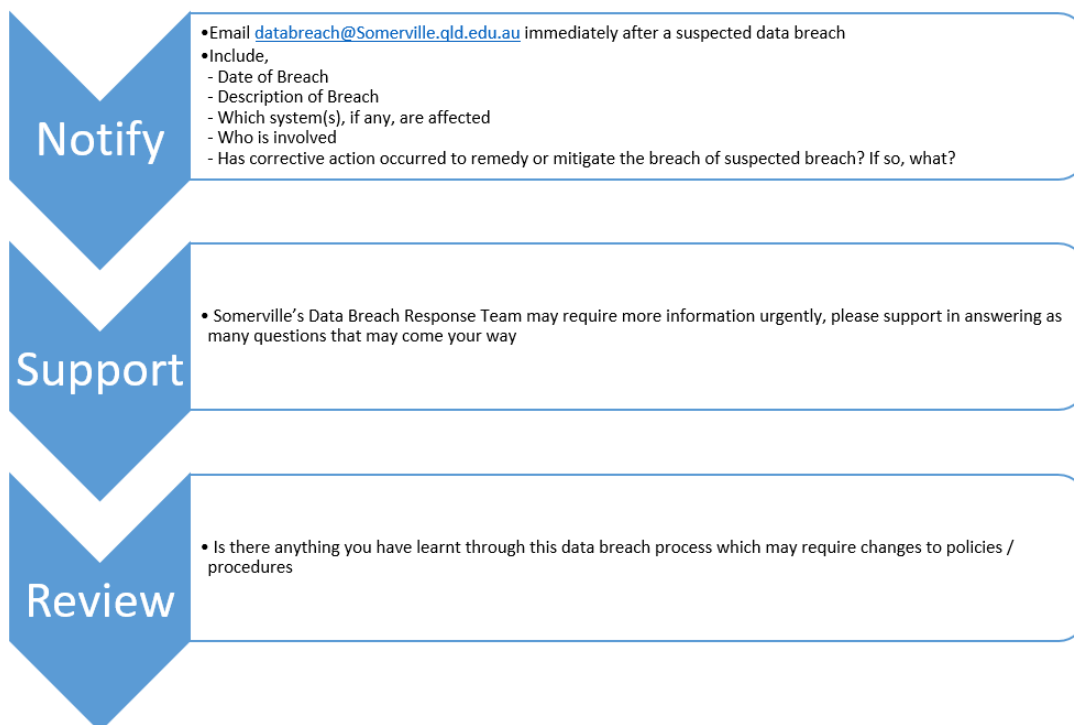 Notify
•Email databreach@Somerville.qld.edu.au immediately after a suspected data breach
•Include,
- Date of Breach
- Description of Breach
- Which system(s), if any, are affected
- Who is involved
- Has corrective action occurred to remedy or mitigate the breach of suspected breach? If so, what?
Support
• Somerville’s Data Breach Response Team may require more information urgently, please support in answering as
many questions that may come your way
Review
• Is there anything you have learnt through this data breach process which may require changes to policies /
procedures